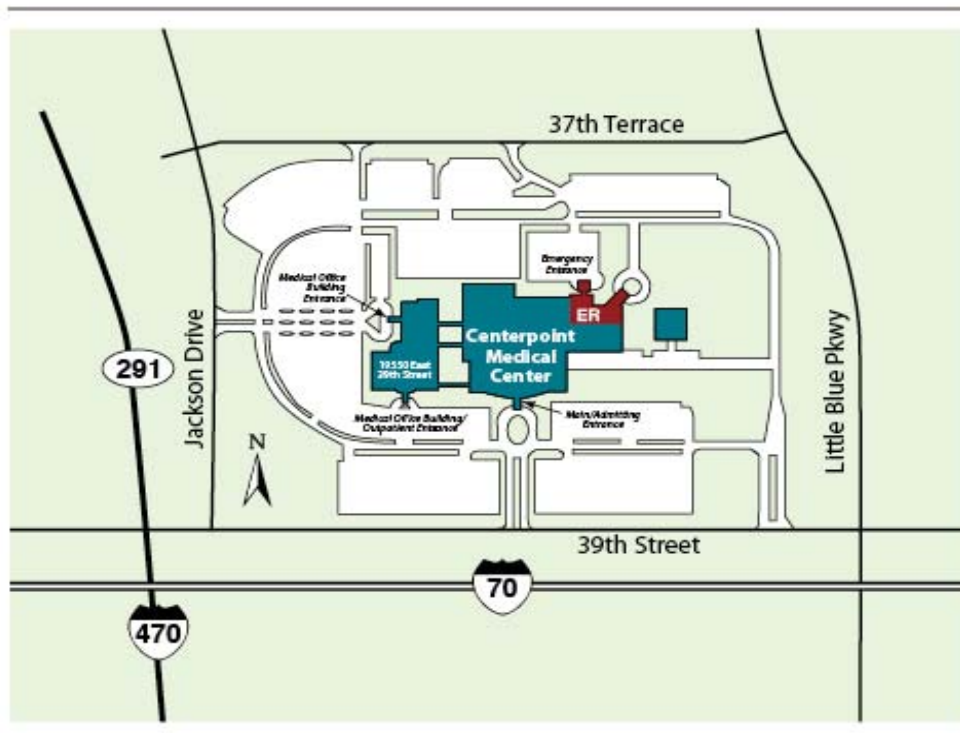 37th Terrace
Emergency
Entrance
Medical Office
Building
Entrance
ER
Centerpoint
Medical
Center
19550 East
39th Street
291
Jackson Drive
Little Blue Pkwy
Medical Office Building/
Outpatient Entrance
Main/Admitting
Entrance
N
39th Street
70
470